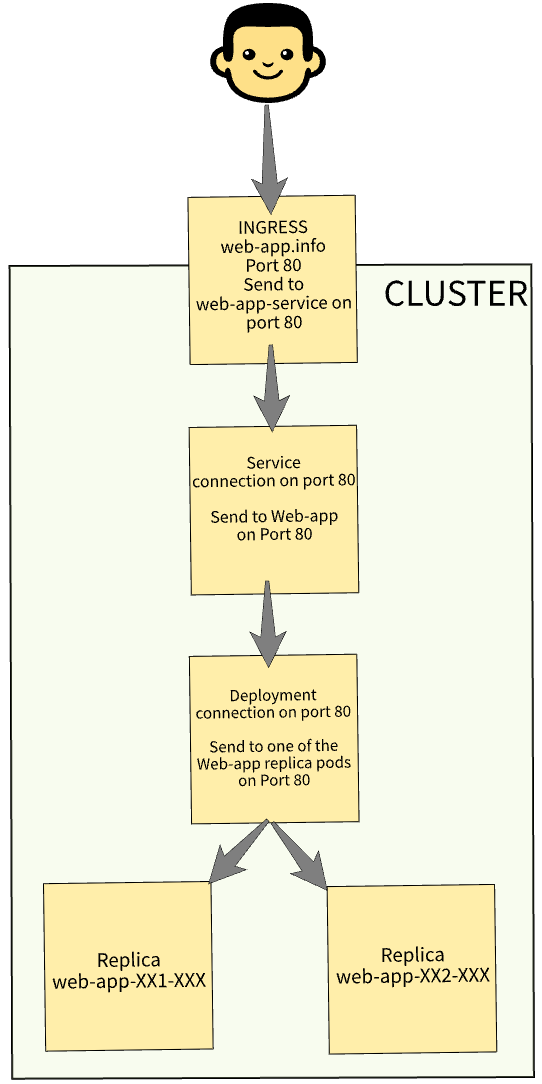 INGRESS
web-app.info
Port 80
Send to
web-app-service on
port 80
CLUSTER
Service
connection on port 80
Send to Web-app
on Port 80
Deployment
connection on port 80
Send to one of the
Web-app replica pods
on Port 80
Replica
web-app-XX1-XXX
Replica
web-app-XX2-XXX